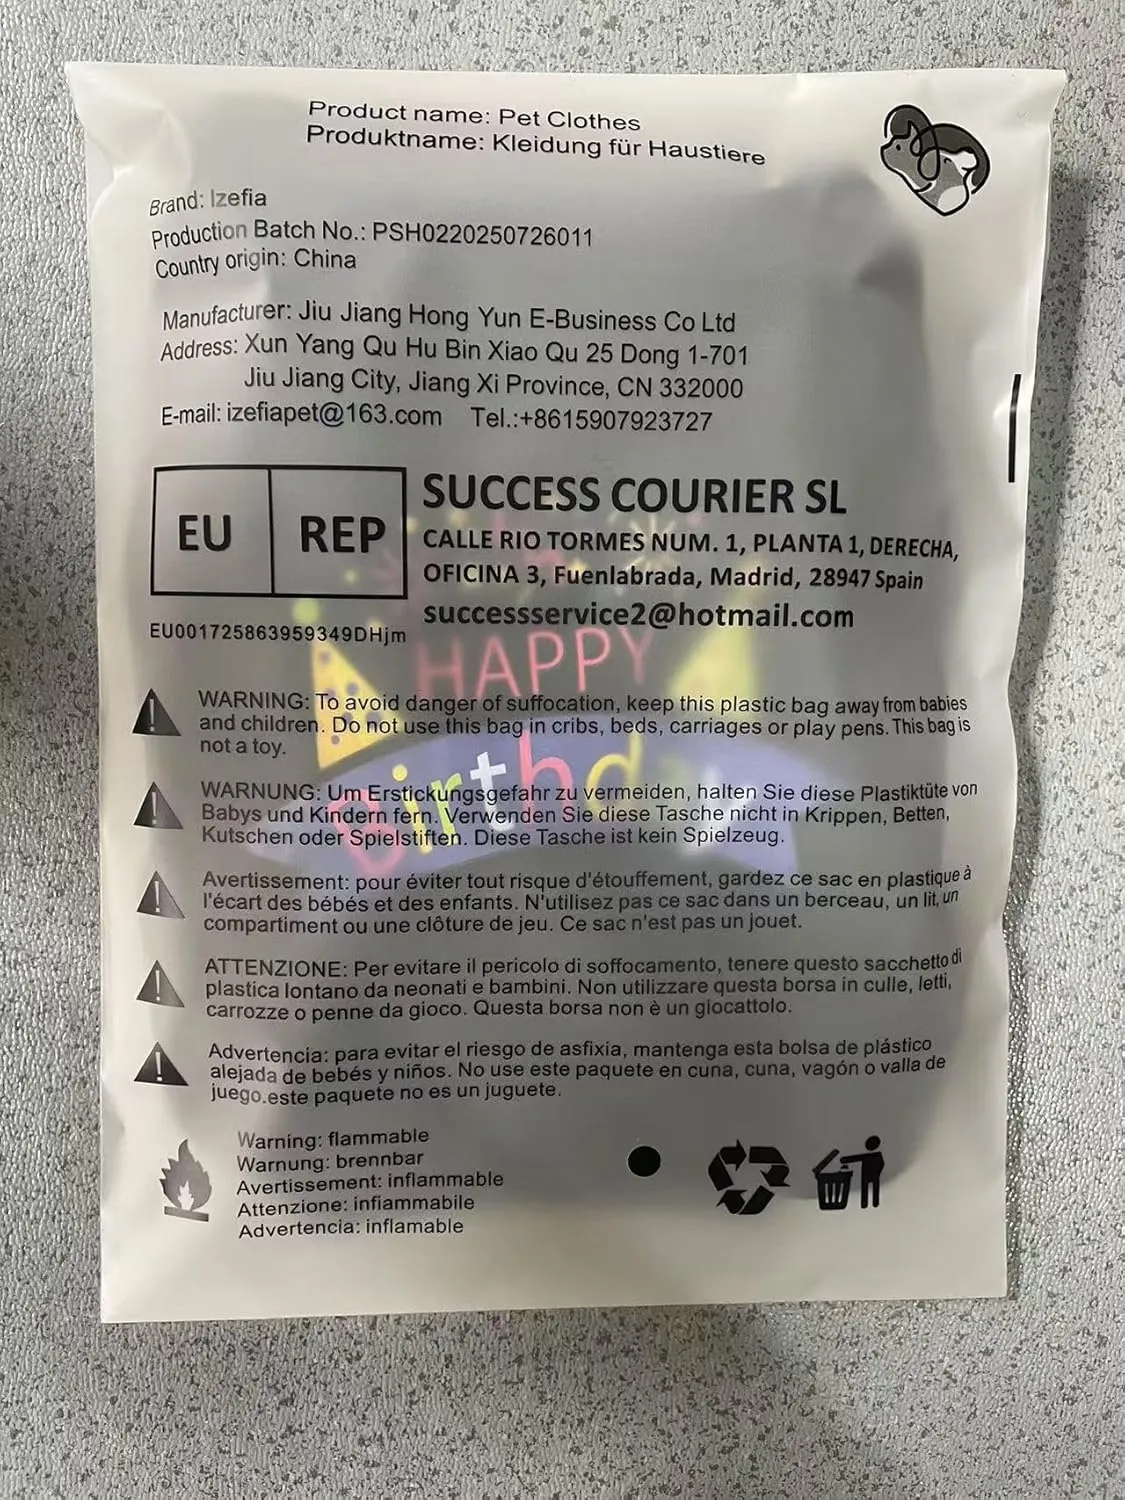 Product name: Pet Clothes
Produktname: Kleidung für Haustiere
Brand: Izefia
Production Batch No.: PSH0220250726011
Country origin: China
Manufacturer: Jiu Jiang Hong Yun E-Business Co Ltd
Address: Xun Yang Qu Hu Bin Xiao Qu 25 Dong 1-701
Jiu Jiang City, Jiang Xi Province, CN 332000
E-mail: izefiapet@163.com Tel.:+8615907923727
EU REP
SUCCESS COURIER SL
CALLE RIO TORMES NUM. 1, PLANTA 1, DERECHA,
OFICINA 3, Fuenlabrada, Madrid, 28947 Spain
successservice2@hotmail.com
EU001725863959349DHjm
HAPPY
Birthday
WARNING: To avoid danger of suffocation, keep this plastic bag away from babies
and children. Do not use this bag in cribs, beds, carriages or play pens. This bag is
not a toy.
WARNUNG: Um Erstickungsgefahr zu vermeiden, halten Sie diese Plastiktüte von
Babys und Kindern fern. Verwenden Sie diese Tasche nicht in Krippen, Betten,
Kutschen oder Spielstiften. Diese Tasche ist kein Spielzeug.
Avertissement: pour éviter tout risque d'étouffement, gardez ce sac en plastique à
l'écart des bébés et des enfants. N'utilisez pas ce sac dans un berceau, un lit, un
compartiment ou une clôture de jeu. Ce sac n'est pas un jouet.
ATTENZIONE: Per evitare il pericolo di soffocamento, tenere questo sacchetto di
plastica lontano da neonati e bambini. Non utilizzare questa borsa in culle, letti,
carrozze o penne da gioco. Questa borsa non è un giocattolo.
Advertencia: para evitar el riesgo de asfixia, mantenga esta bolsa de plástico
alejada de bebés y niños. No use este paquete en cuna, cuna, vagón o valla de
juego.este paquete no es un juguete.
Warning: flammable
Warnung: brennbar
Avertissement: inflammable
Attenzione: infiammabile
Advertencia: inflamable